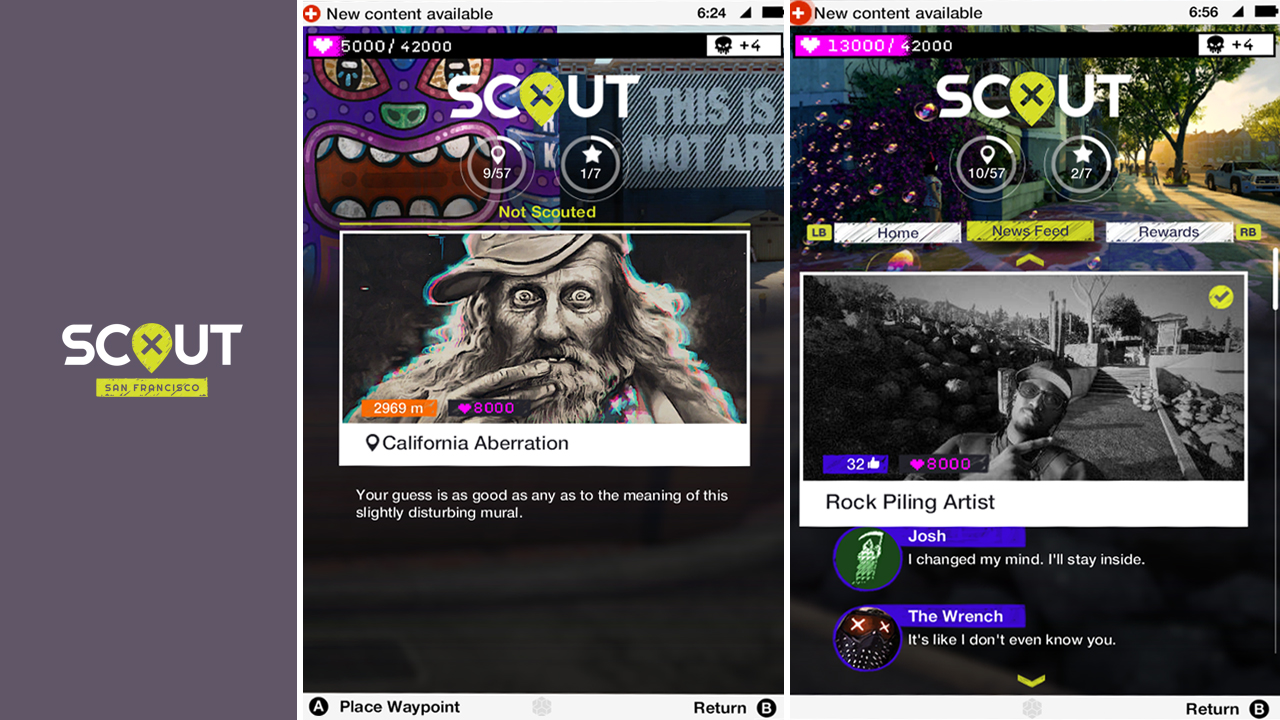 SCOUT
SAN FRANCISCO
New content available
6:24
5000/42000
+4
SCOUT
THIS IS
NOT ART
K
9/57
1/7
Not Scouted
2969 m
8000
California Aberration
Your guess is as good as any as to the meaning of this
slightly disturbing mural.
A Place Waypoint
Return B
New content available
6:56
13000/42000
+4
SCOUT
10/57
2/7
LB
Home
News Feed
Rewards
RB
32
8000
Rock Piling Artist
Josh
I changed my mind. I'll stay inside.
The Wrench
It's like I don't even know you.
Return B